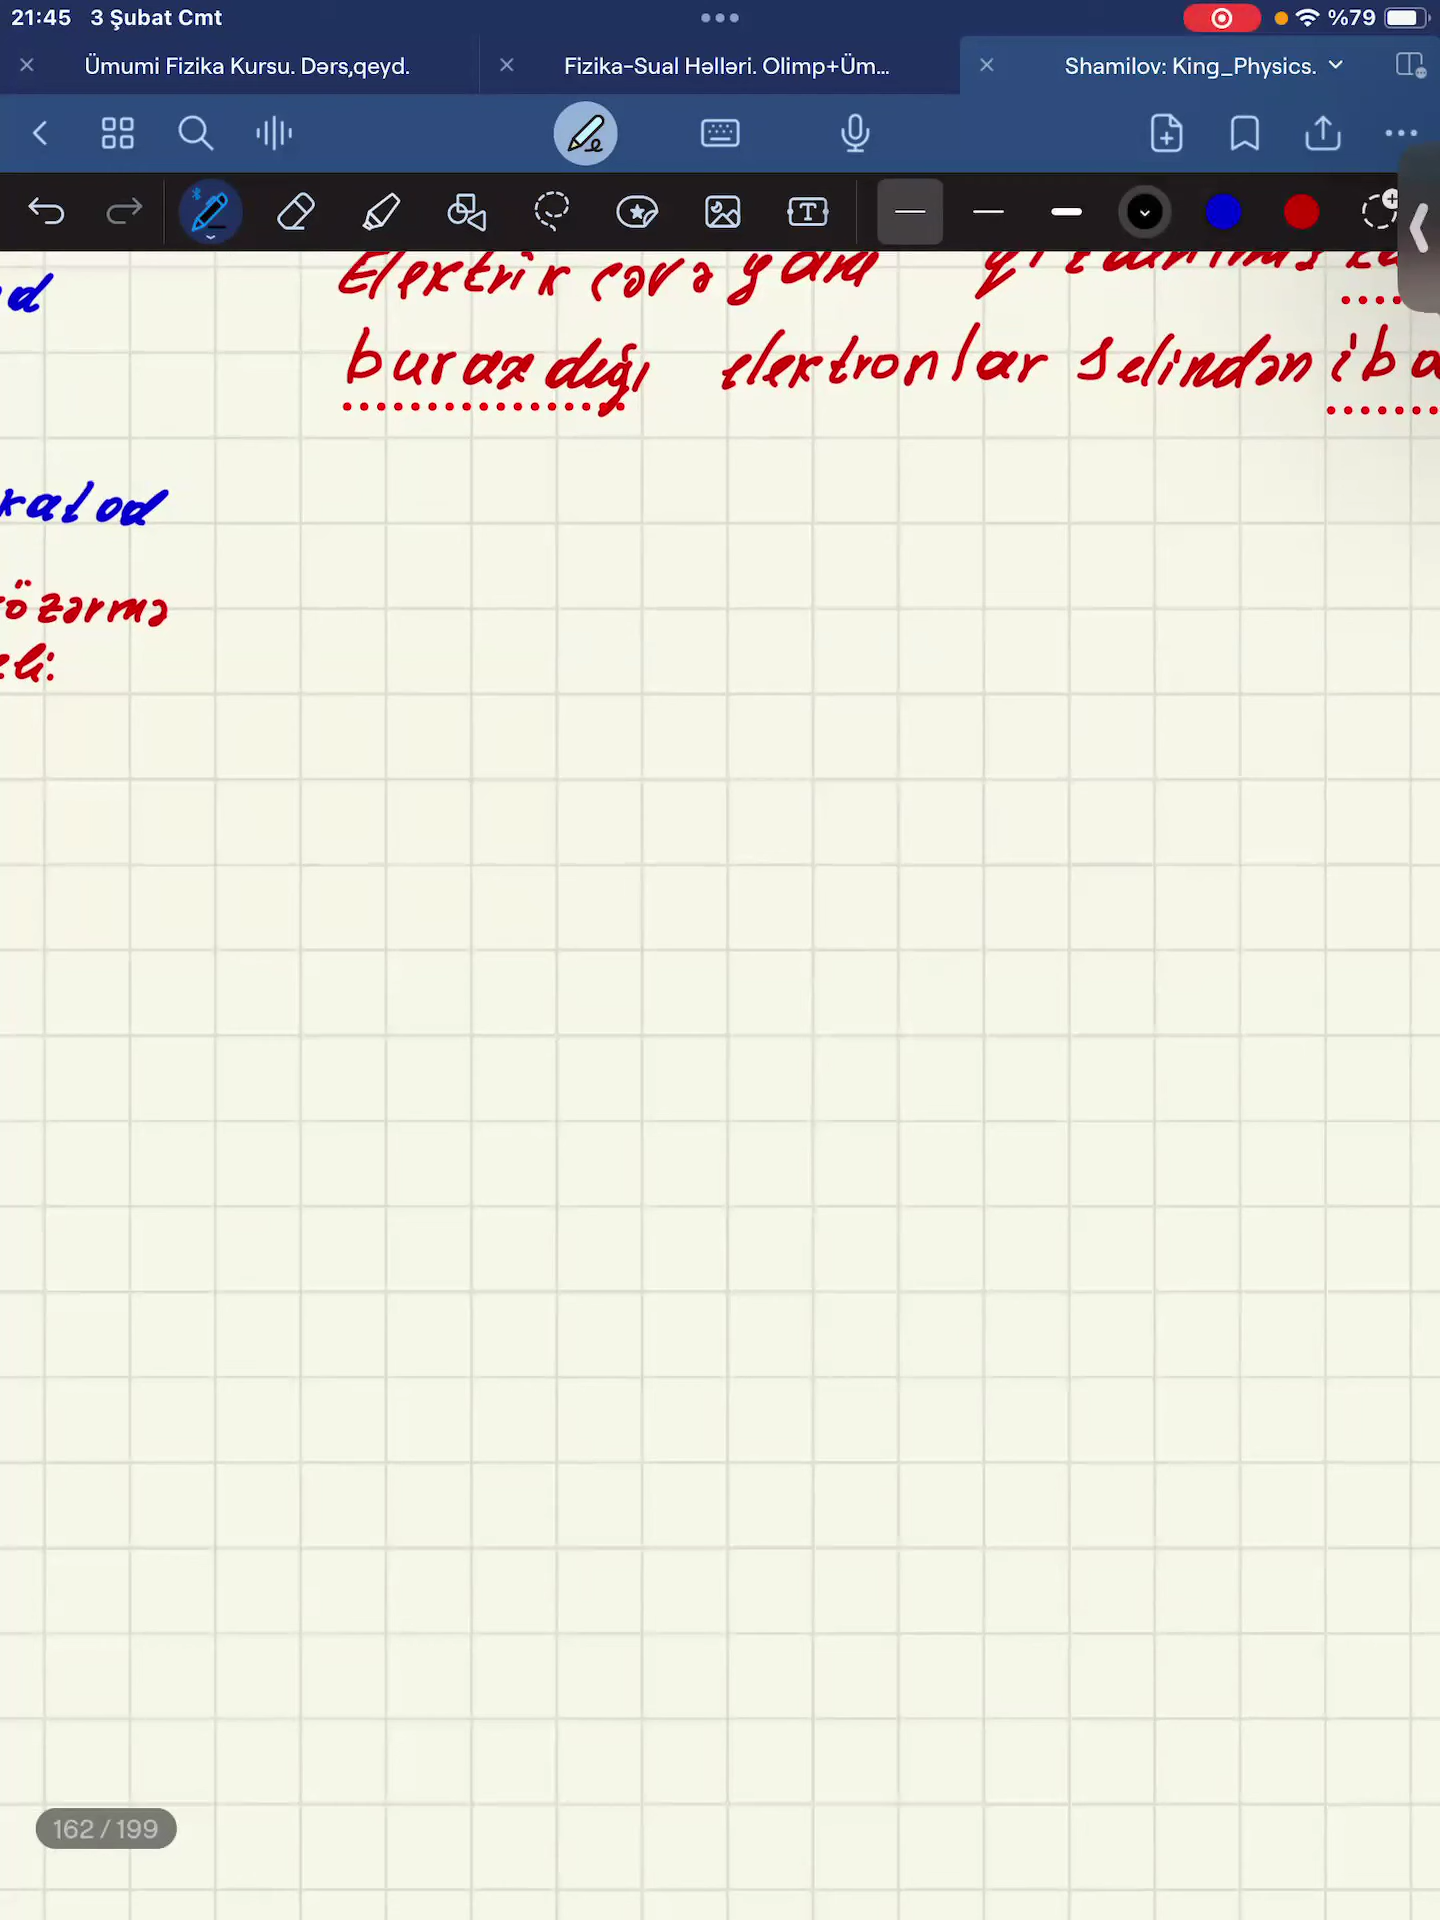 21:45 3 Şubat Cmt %79
Ümumi Fizika Kursu. Dərs,qeyd. Fizika-Sual Həlləri. Olimp+Üm... Shamilov: King_Physics.
Elektrik cərəyanı
buraxdığı elektronlar selindən iba
katod
özərmə
162 / 199